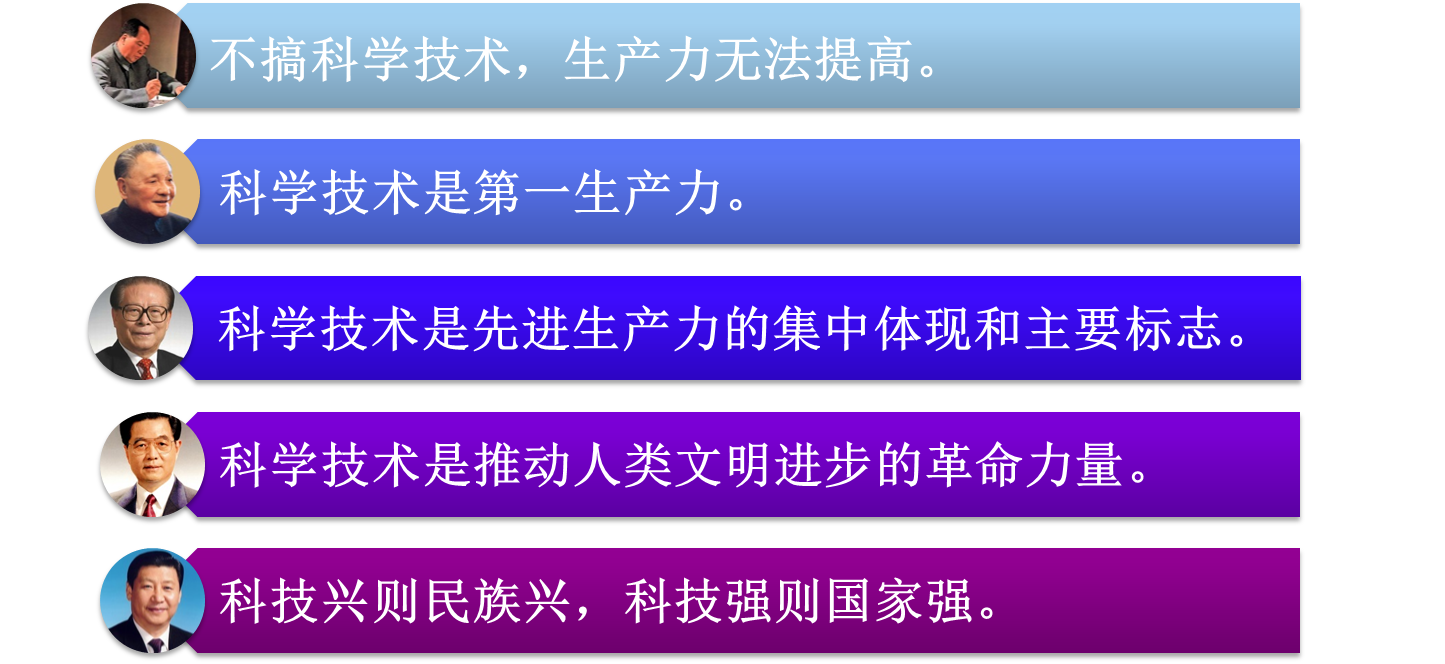 不搞科学技术，生产力无法提高。
科学技术是第一生产力。
科学技术是先进生产力的集中体现和主要标志。
科学技术是推动人类文明进步的革命力量。
科技兴则民族兴，科技强则国家强。